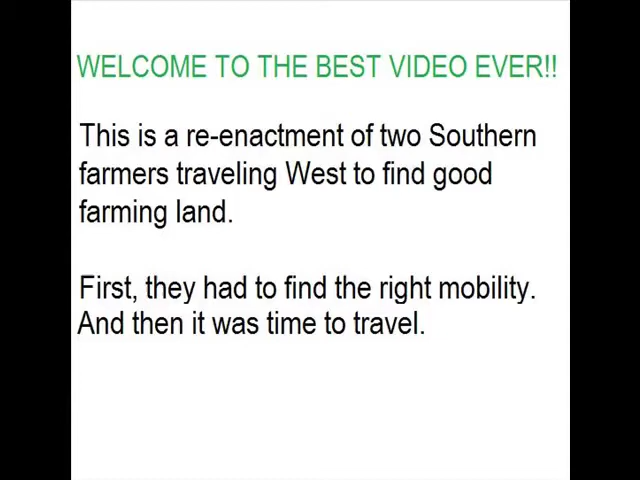 WELCOME TO THE BEST VIDEO EVER!!
This is a re-enactment of two Southern
farmers traveling West to find good
farming land.
First, they had to find the right mobility.
And then it was time to travel.